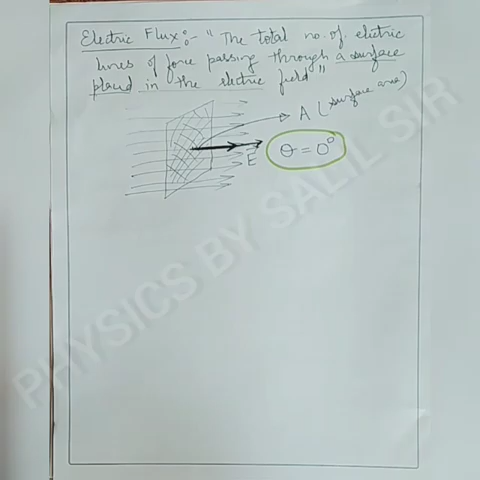 Electric Flux:- "The total no. of electric
lines of force passing through a surface
placed in the electric field"
A (surface area)
E
θ = 0°
PHYSICS BY SALIL SIR